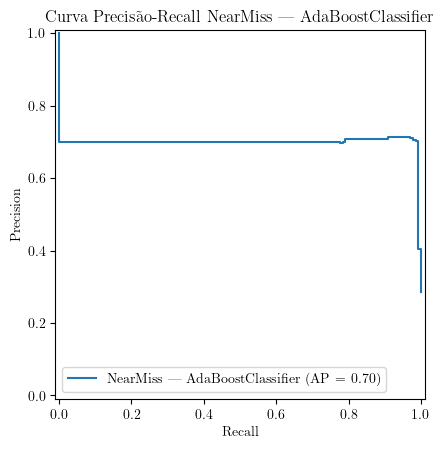 Curva Precisão-Recall NearMiss — AdaBoostClassifier
1.0
0.8
0.6
0.4
0.2
0.0
Precision
NearMiss — AdaBoostClassifier (AP = 0.70)
0.0 0.2 0.4 0.6 0.8 1.0
Recall